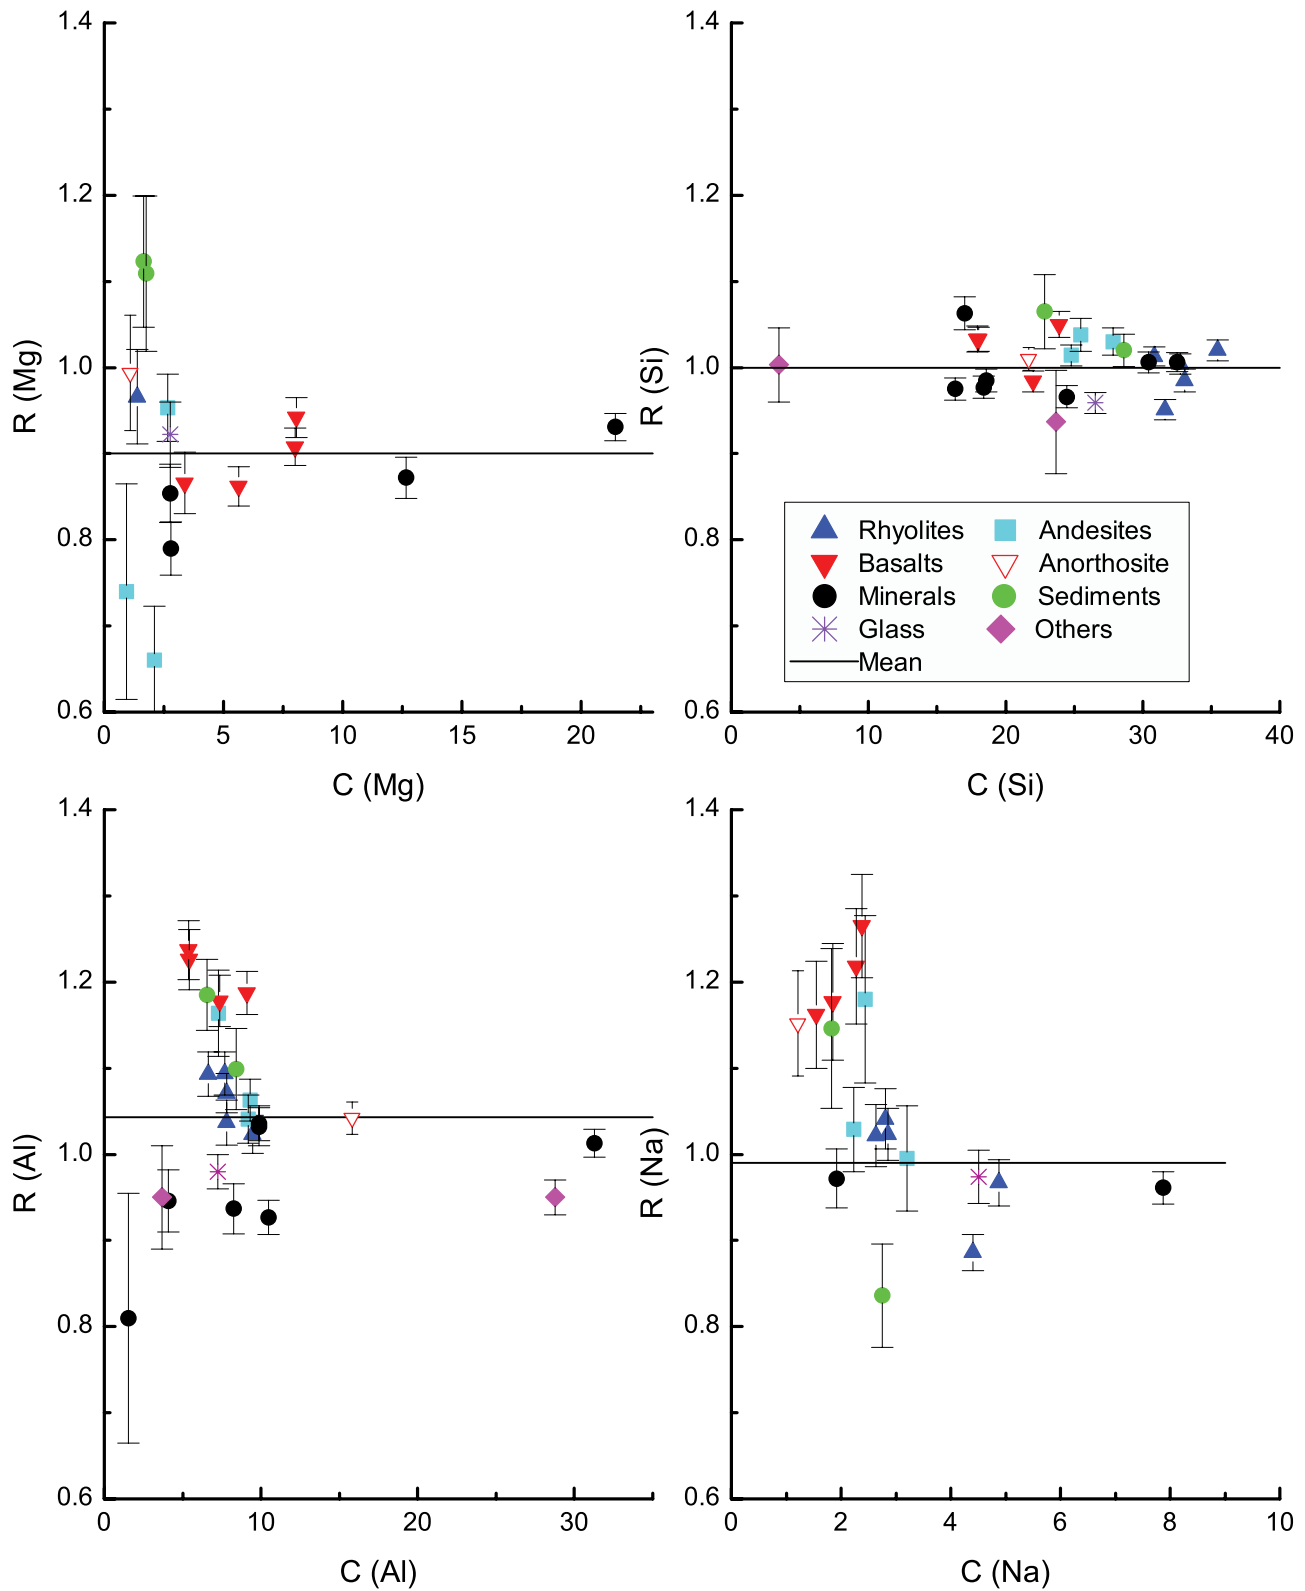 1.4
1.2
1.0
0.8
0.6
R (Mg)
0 5 10 15 20
C (Mg)
1.4
1.2
1.0
0.8
0.6
R (Si)
Rhyolites Andesites
Basalts Anorthosite
Minerals Sediments
Glass Others
Mean
0 10 20 30 40
C (Si)
1.4
1.2
1.0
0.8
0.6
R (Al)
0 10 20 30
C (Al)
1.4
1.2
1.0
0.8
0.6
R (Na)
0 2 4 6 8 10
C (Na)